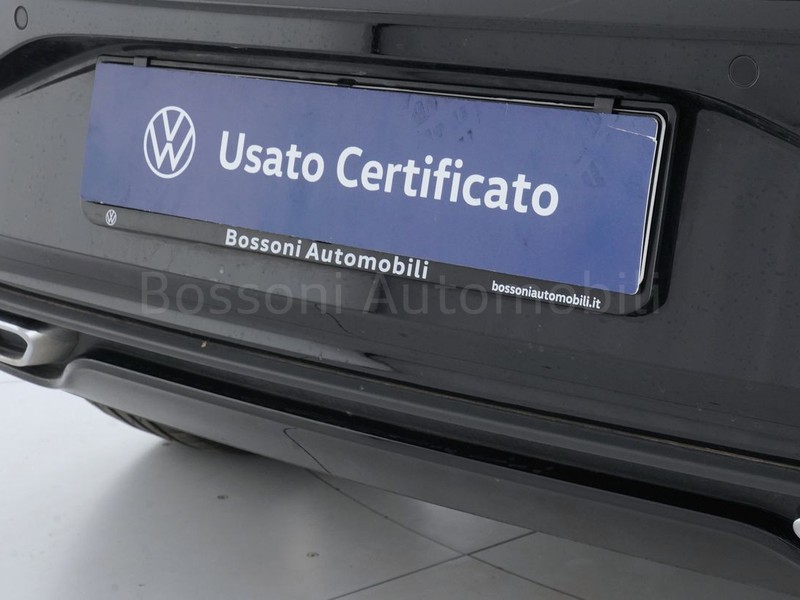 Usato Certificato
Bossoni Automobili
bossoniautomobili.it
Bossoni Automobili